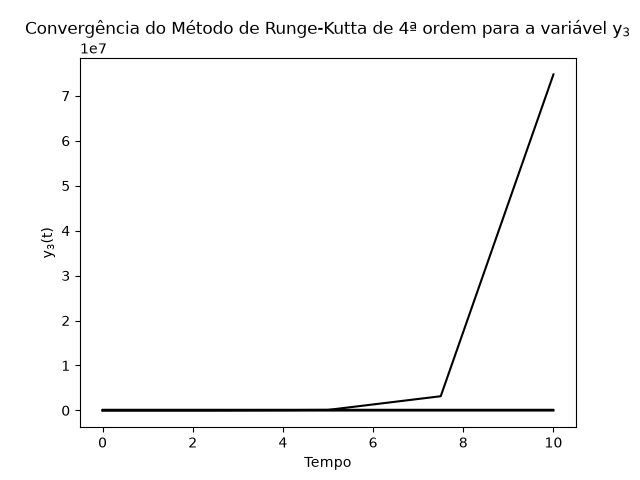 Convergência do Método de Runge-Kutta de 4ª ordem para a variável y₃
1e7
7
6
5
4
3
2
1
0
y₃(t)
0 2 4 6 8 10
Tempo